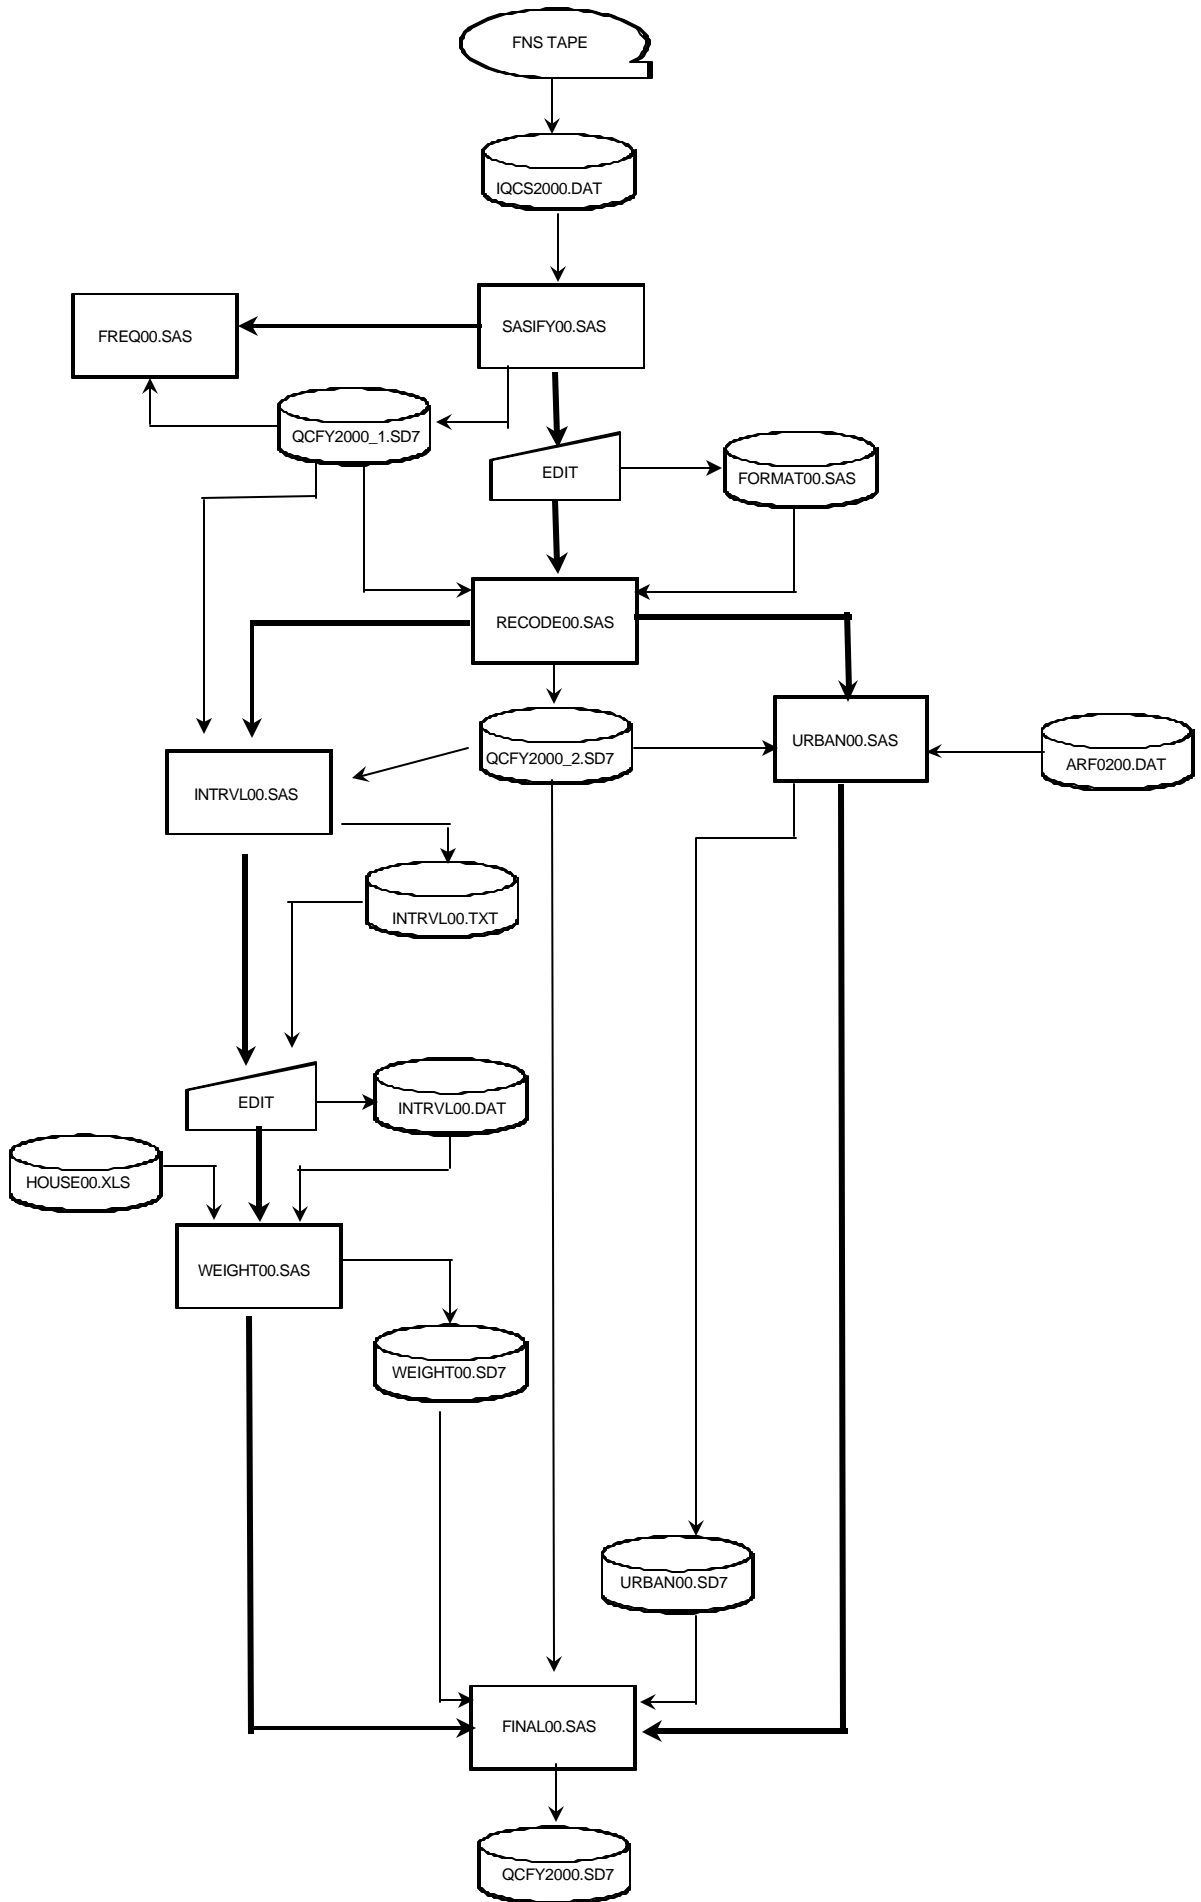 FNS TAPE
IQCS2000.DAT
SASIFY00.SAS
FREQ00.SAS
QCFY2000_1.SD7
EDIT
FORMAT00.SAS
RECODE00.SAS
URBAN00.SAS
QCFY2000_2.SD7
ARF0200.DAT
INTRVL00.SAS
INTRVL00.TXT
EDIT
INTRVL00.DAT
HOUSE00.XLS
WEIGHT00.SAS
WEIGHT00.SD7
URBAN00.SD7
FINAL00.SAS
QCFY2000.SD7